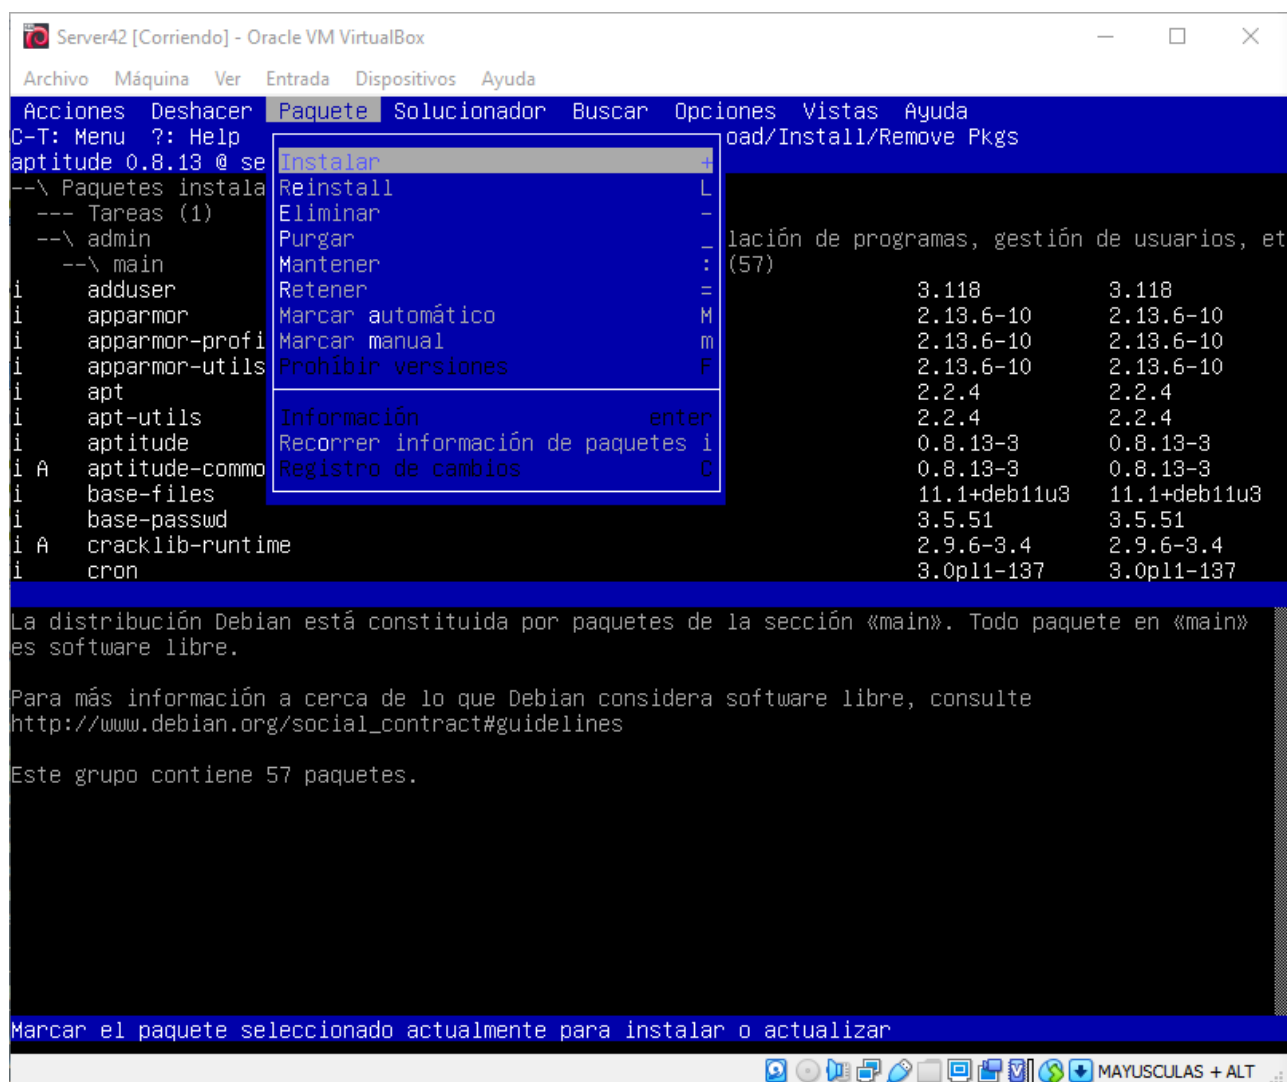 Server42 [Corriendo] - Oracle VM VirtualBox
Archivo Máquina Ver Entrada Dispositivos Ayuda
Acciones Deshacer Paquete Solucionador Buscar Opciones Vistas Ayuda
C-T: Menu ?: Help oad/Install/Remove Pkgs
aptitude 0.8.13 @ se Instalar +
--\ Paquetes instala Reinstall L
--- Tareas (1) Eliminar -
--\ admin Purgar _ lación de programas, gestión de usuarios, et
--\ main Mantener : (57)
i adduser Retener = 3.118 3.118
i apparmor Marcar automático M 2.13.6-10 2.13.6-10
i apparmor-profi Marcar manual m 2.13.6-10 2.13.6-10
i apparmor-utils Prohibir versiones F 2.13.6-10 2.13.6-10
i apt 2.2.4 2.2.4
i apt-utils Información enter 2.2.4 2.2.4
i aptitude Recorrer información de paquetes i 0.8.13-3 0.8.13-3
i A aptitude-commo Registro de cambios C 0.8.13-3 0.8.13-3
i base-files 11.1+deb11u3 11.1+deb11u3
i base-passwd 3.5.51 3.5.51
i A cracklib-runtime 2.9.6-3.4 2.9.6-3.4
i cron 3.0pl1-137 3.0pl1-137
La distribución Debian está constituida por paquetes de la sección «main». Todo paquete en «main»
es software libre.
Para más información a cerca de lo que Debian considera software libre, consulte
http://www.debian.org/social_contract#guidelines
Este grupo contiene 57 paquetes.
Marcar el paquete seleccionado actualmente para instalar o actualizar
MAYUSCULAS + ALT